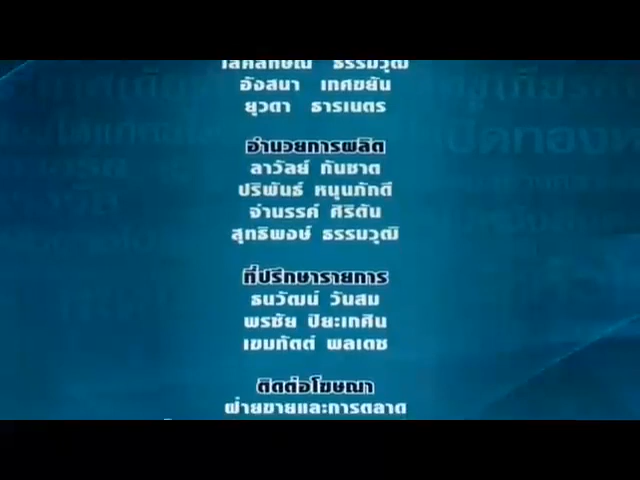 อังสนา เทศขยัน
ยุวดา ธารเนตร
อำนวยการผลิต
ลาวัลย์ กันชาติ
ปริพันธ์ หนุนภักดี
จำนรรค์ ศิริตัน
สุทธิพงษ์ ธรรมวุฒิ
ที่ปรึกษารายการ
ธนวัฒน์ วันสม
พรชัย ปิยะเกศิน
เขมทัตต์ พลเดช
ติดต่อโฆษณา
ฝ่ายขายและการตลาด